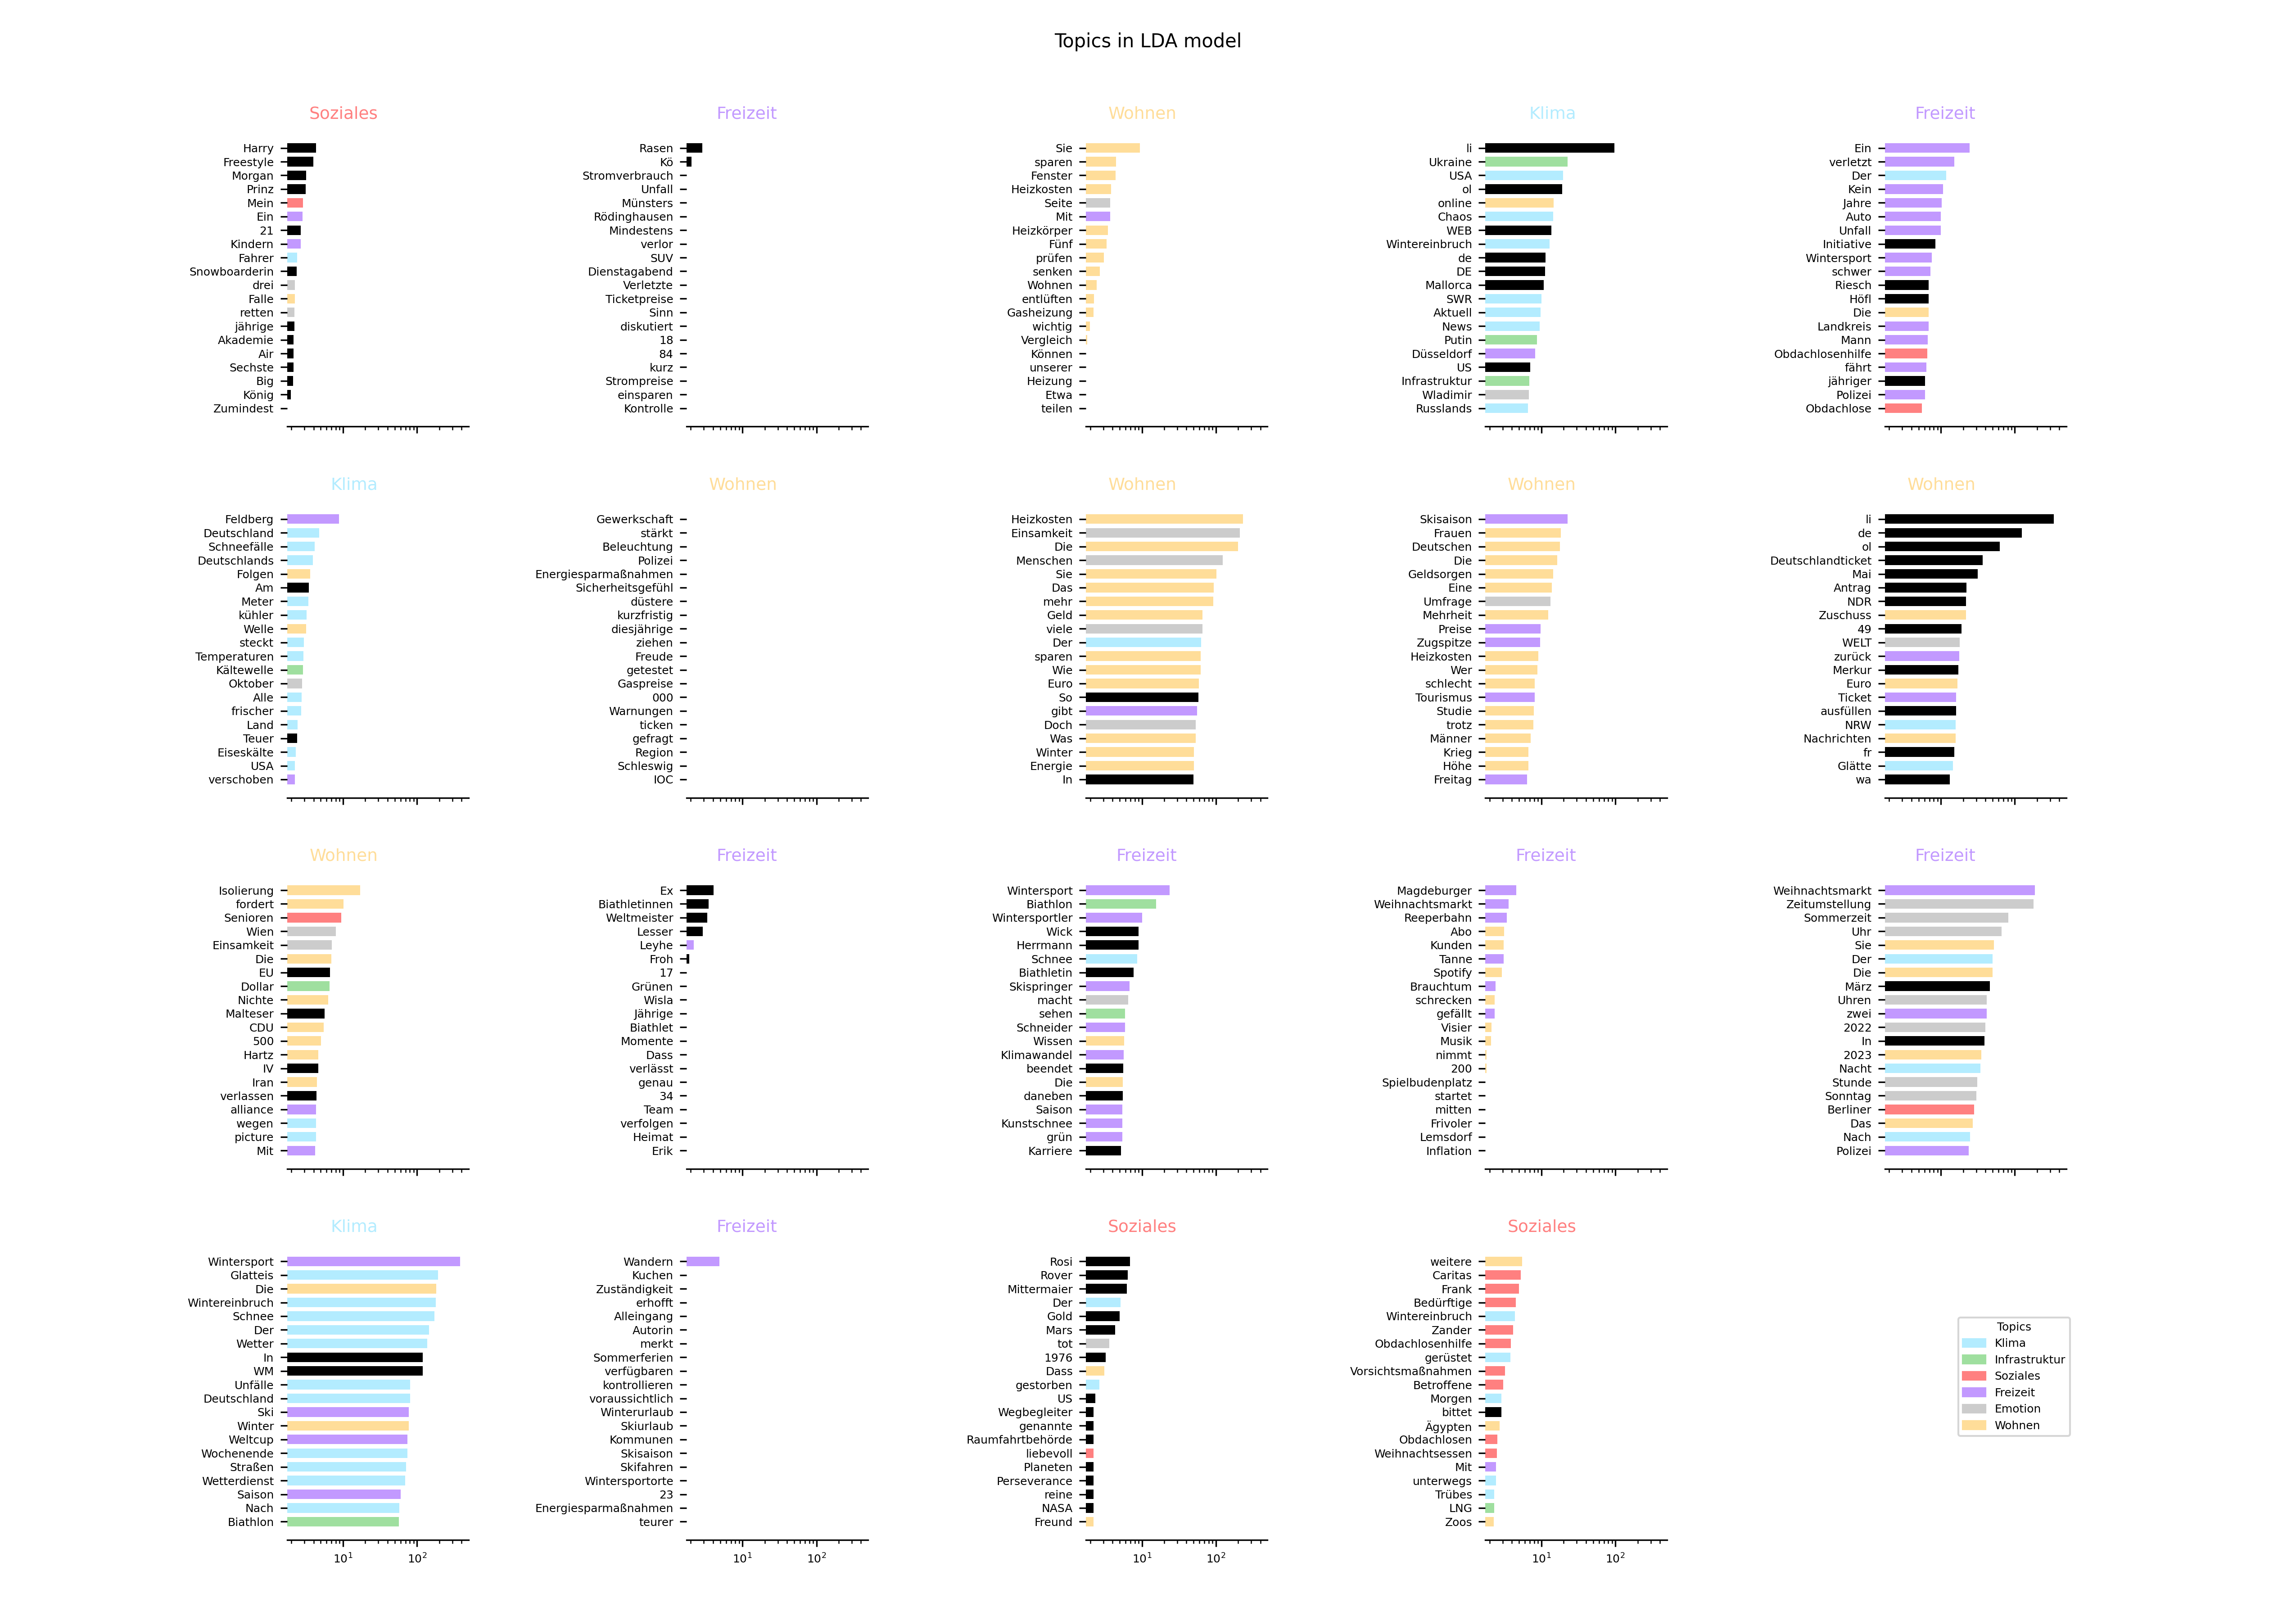 Topics in LDA model
Soziales
Harry
Freestyle
Morgan
Prinz
Mein
Ein
21
Kindern
Fahrer
Snowboarderin
drei
Falle
retten
jährige
Akademie
Air
Sechste
Big
König
Zumindest
Freizeit
Rasen
Kö
Stromverbrauch
Unfall
Münsters
Rödinghausen
Mindestens
verlor
SUV
Dienstagabend
Verletzte
Ticketpreise
Sinn
diskutiert
18
84
kurz
Strompreise
einsparen
Kontrolle
Wohnen
Sie
sparen
Fenster
Heizkosten
Seite
Mit
Heizkörper
Fünf
prüfen
senken
Wohnen
entlüften
Gasheizung
wichtig
Vergleich
Können
unserer
Heizung
Etwa
teilen
Klima
li
Ukraine
USA
ol
online
Chaos
WEB
Wintereinbruch
de
DE
Mallorca
SWR
Aktuell
News
Putin
Düsseldorf
US
Infrastruktur
Wladimir
Russlands
Freizeit
Ein
verletzt
Der
Kein
Jahre
Auto
Unfall
Initiative
Wintersport
schwer
Riesch
Höfl
Die
Landkreis
Mann
Obdachlosenhilfe
fährt
jähriger
Polizei
Obdachlose
Klima
Feldberg
Deutschland
Schneefälle
Deutschlands
Folgen
Am
Meter
kühler
Welle
steckt
Temperaturen
Kältewelle
Oktober
Alle
frischer
Land
Teuer
Eiseskälte
USA
verschoben
Wohnen
Gewerkschaft
stärkt
Beleuchtung
Polizei
Energiesparmaßnahmen
Sicherheitsgefühl
düstere
kurzfristig
diesjährige
ziehen
Freude
getestet
Gaspreise
000
Warnungen
ticken
gefragt
Region
Schleswig
IOC
Wohnen
Heizkosten
Einsamkeit
Die
Menschen
Sie
Das
mehr
Geld
viele
Der
sparen
Wie
Euro
So
gibt
Doch
Was
Winter
Energie
In
Wohnen
Skisaison
Frauen
Deutschen
Die
Geldsorgen
Eine
Umfrage
Mehrheit
Preise
Zugspitze
Heizkosten
Wer
schlecht
Tourismus
Studie
trotz
Männer
Krieg
Höhe
Freitag
Wohnen
li
de
ol
Deutschlandticket
Mai
Antrag
NDR
Zuschuss
49
WELT
zurück
Merkur
Euro
Ticket
ausfüllen
NRW
Nachrichten
fr
Glätte
wa
Wohnen
Isolierung
fordert
Senioren
Wien
Einsamkeit
Die
EU
Dollar
Nichte
Malteser
CDU
500
Hartz
IV
Iran
verlassen
alliance
wegen
picture
Mit
Freizeit
Ex
Biathletinnen
Weltmeister
Lesser
Leyhe
Froh
17
Grünen
Wisla
Jährige
Biathlet
Momente
Dass
verlässt
genau
34
Team
verfolgen
Heimat
Erik
Freizeit
Wintersport
Biathlon
Wintersportler
Wick
Herrmann
Schnee
Biathletin
Skispringer
macht
sehen
Schneider
Wissen
Klimawandel
beendet
Die
daneben
Saison
Kunstschnee
grün
Karriere
Freizeit
Magdeburger
Weihnachtsmarkt
Reeperbahn
Abo
Kunden
Tanne
Spotify
Brauchtum
schrecken
gefällt
Visier
Musik
nimmt
200
Spielbudenplatz
startet
mitten
Frivoler
Lemsdorf
Inflation
Freizeit
Weihnachtsmarkt
Zeitumstellung
Sommerzeit
Uhr
Sie
Der
Die
März
Uhren
zwei
2022
In
2023
Nacht
Stunde
Sonntag
Berliner
Das
Nach
Polizei
Klima
Wintersport
Glatteis
Die
Wintereinbruch
Schnee
Der
Wetter
In
WM
Unfälle
Deutschland
Ski
Winter
Weltcup
Wochenende
Straßen
Wetterdienst
Saison
Nach
Biathlon
10¹ 10²
Freizeit
Wandern
Kuchen
Zuständigkeit
erhofft
Alleingang
Autorin
merkt
Sommerferien
verfügbaren
kontrollieren
voraussichtlich
Winterurlaub
Skiurlaub
Kommunen
Skisaison
Skifahren
Wintersportorte
23
Energiesparmaßnahmen
teurer
10¹ 10²
Soziales
Rosi
Rover
Mittermaier
Der
Gold
Mars
tot
1976
Dass
gestorben
US
Wegbegleiter
genannte
Raumfahrtbehörde
liebevoll
Planeten
Perseverance
reine
NASA
Freund
10¹ 10²
Soziales
weitere
Caritas
Frank
Bedürftige
Wintereinbruch
Zander
Obdachlosenhilfe
gerüstet
Vorsichtsmaßnahmen
Betroffene
Morgen
bittet
Ägypten
Obdachlosen
Weihnachtsessen
Mit
unterwegs
Trübes
LNG
Zoos
10¹ 10²
Topics
Klima
Infrastruktur
Soziales
Freizeit
Emotion
Wohnen